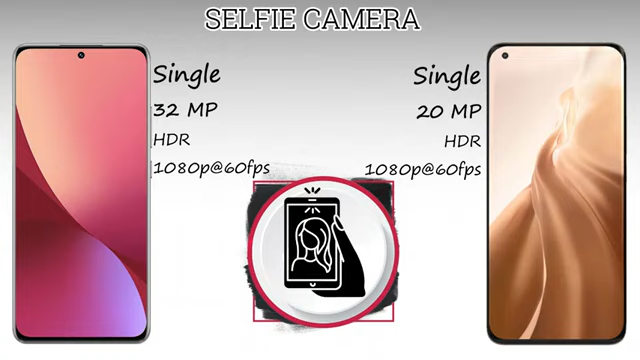 SELFIE CAMERA
Single
32 MP
HDR
1080p@60fps
Single
20 MP
HDR
1080p@60fps